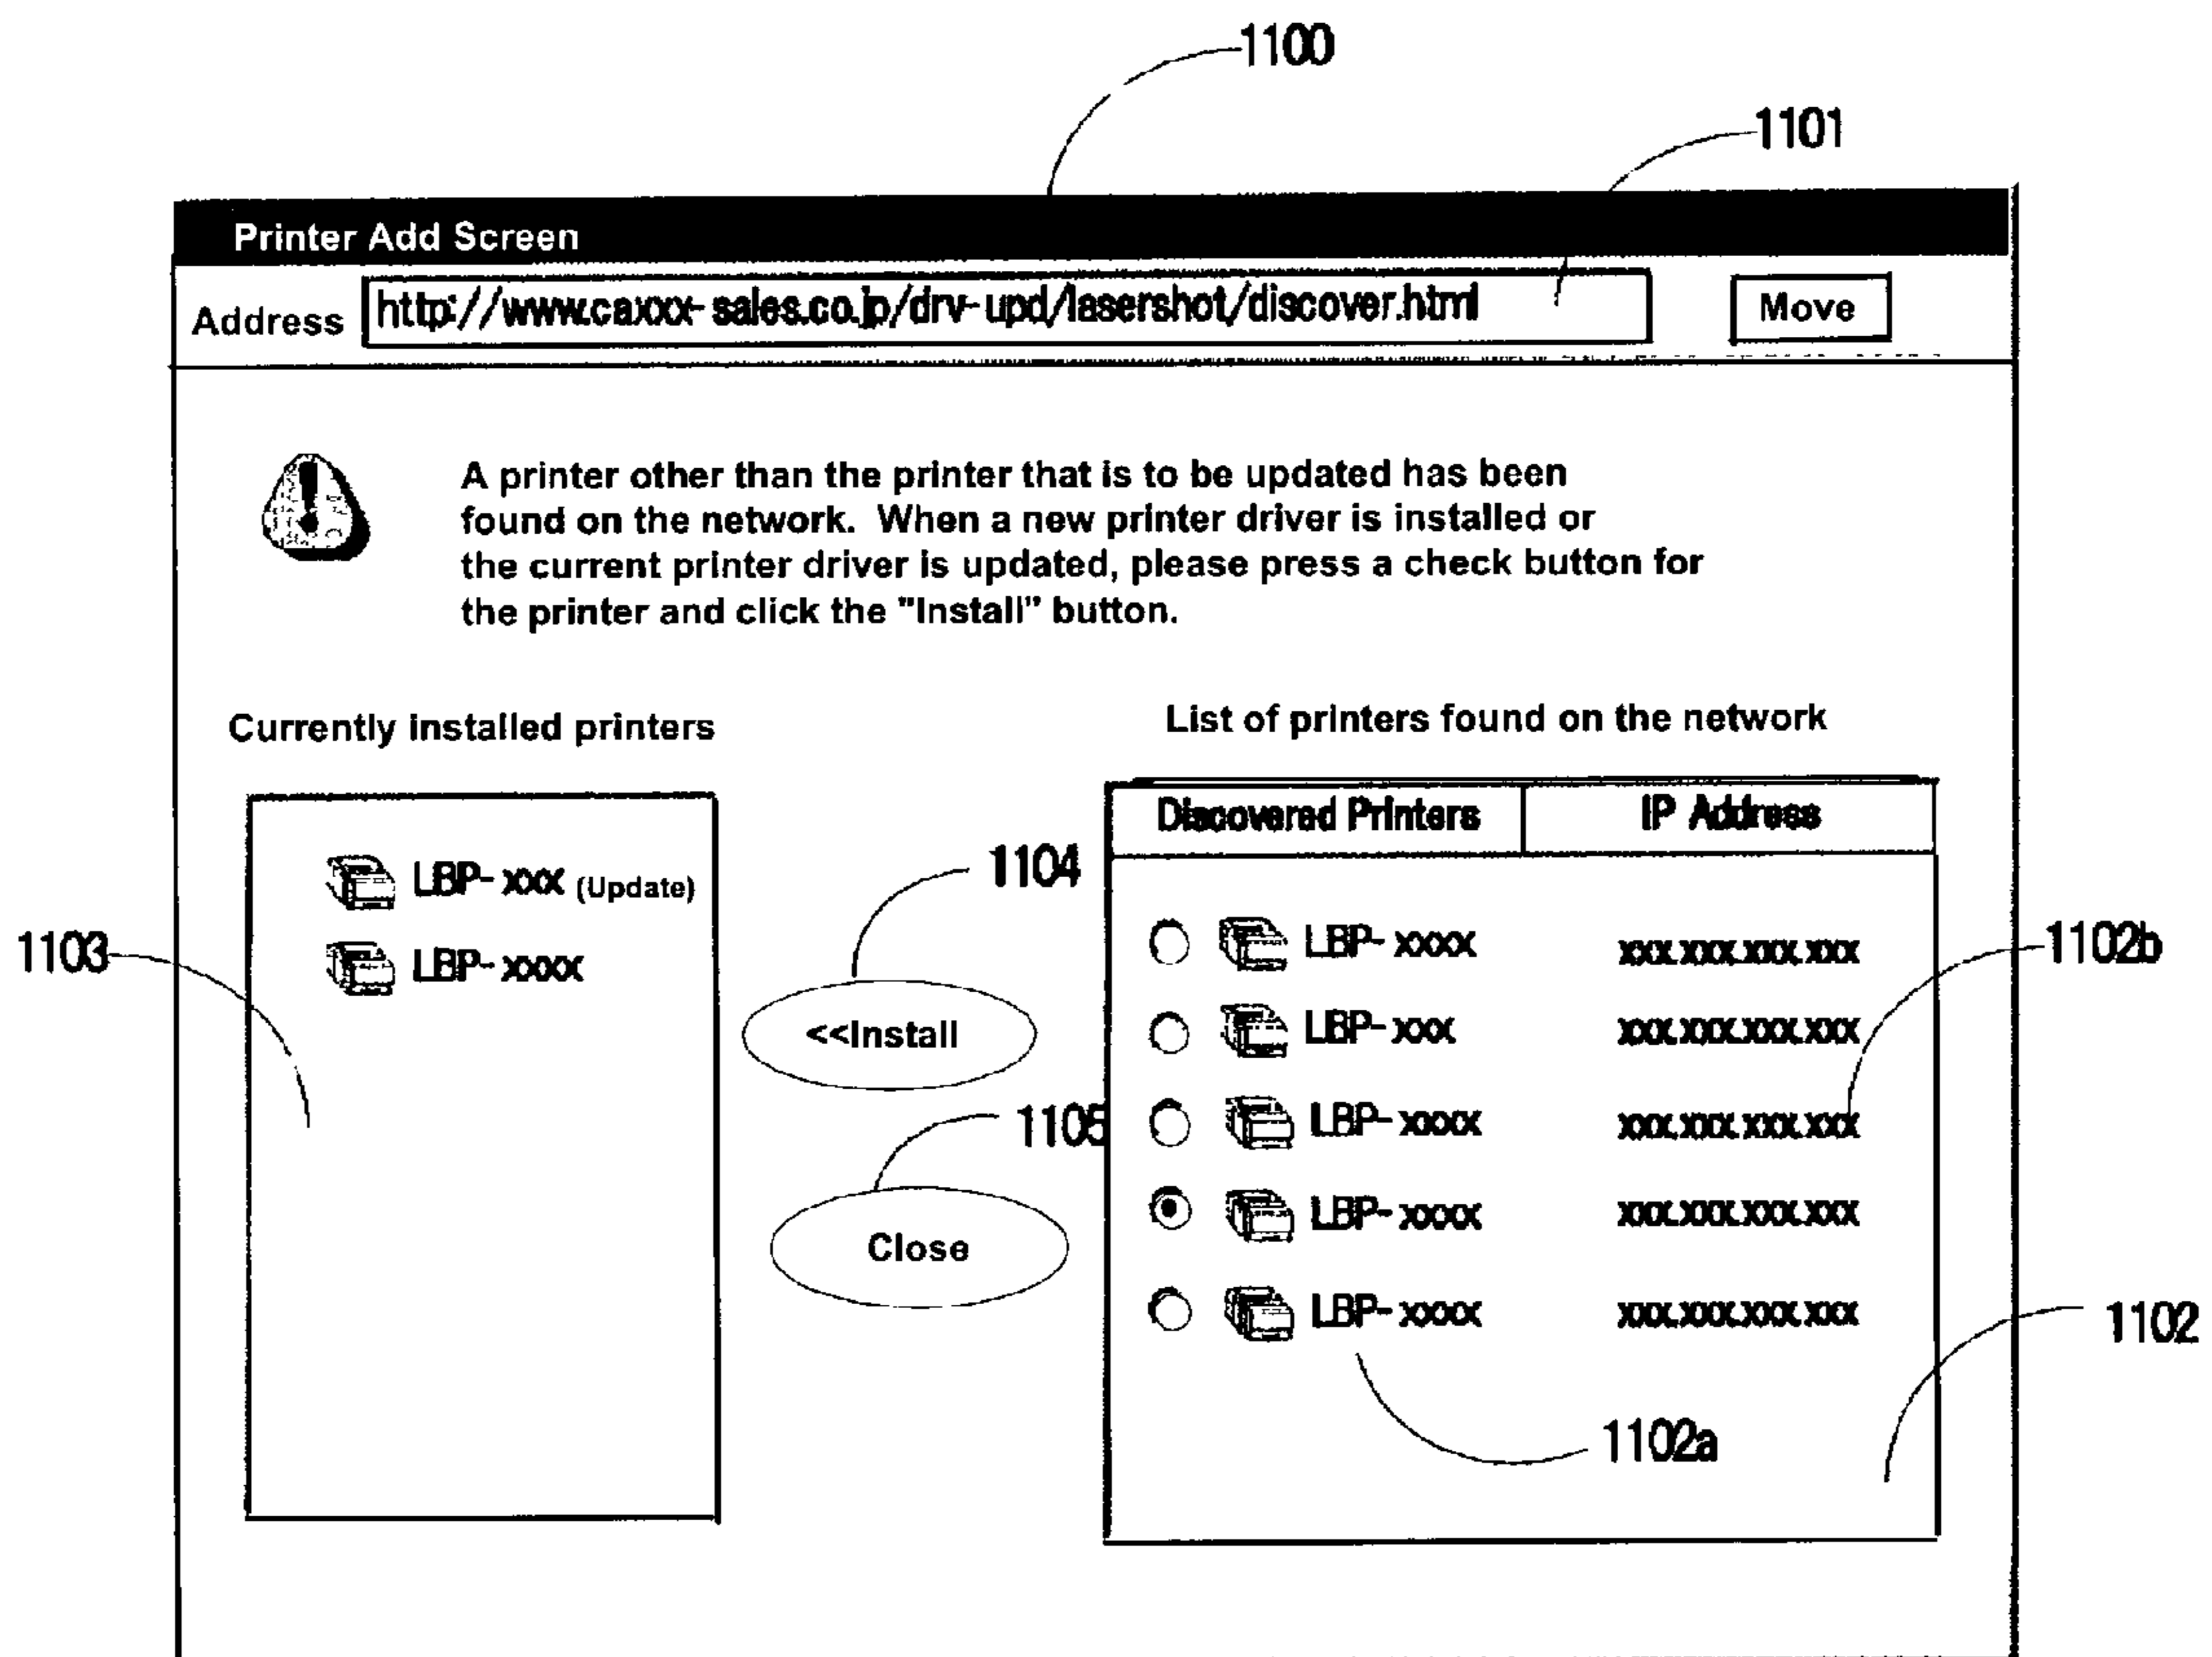 1100
1101
Printer Add Screen
Address http://www.caxxx-sales.co.jp/drv-upd/lasershot/discover.html Move
A printer other than the printer that is to be updated has been
found on the network. When a new printer driver is installed or
the current printer driver is updated, please press a check button for
the printer and click the "Install" button.
Currently installed printers
List of printers found on the network
Discovered Printers IP Address
LBP-xxx (Update)
LBP-xxxx
1103
1104
<<Install
1105
Close
LBP-xxxx xxx.xxx.xxx.xxx
LBP-xxx xxx.xxx.xxx.xxx
LBP-xxxx xxx.xxx.xxx.xxx
LBP-xxxx xxx.xxx.xxx.xxx
LBP-xxxx xxx.xxx.xxx.xxx
1102b
1102
1102a